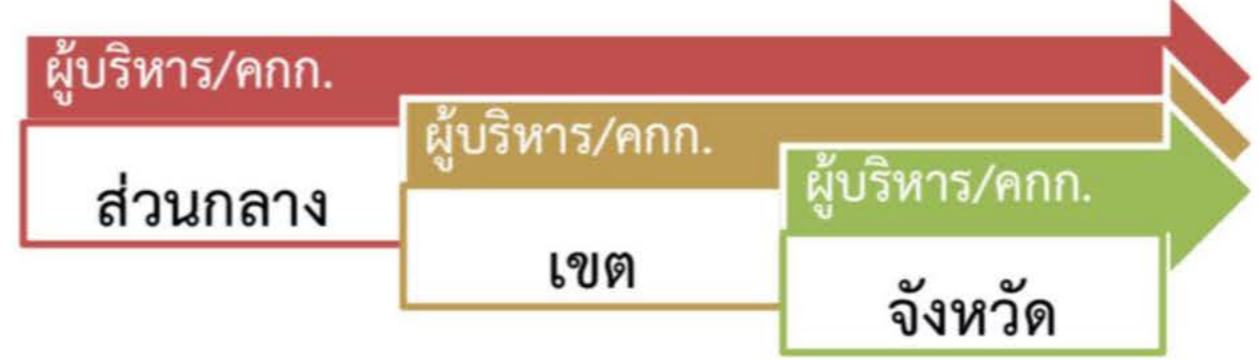 ผู้บริหาร/คกก.
ส่วนกลาง
ผู้บริหาร/คกก.
เขต
ผู้บริหาร/คกก.
จังหวัด